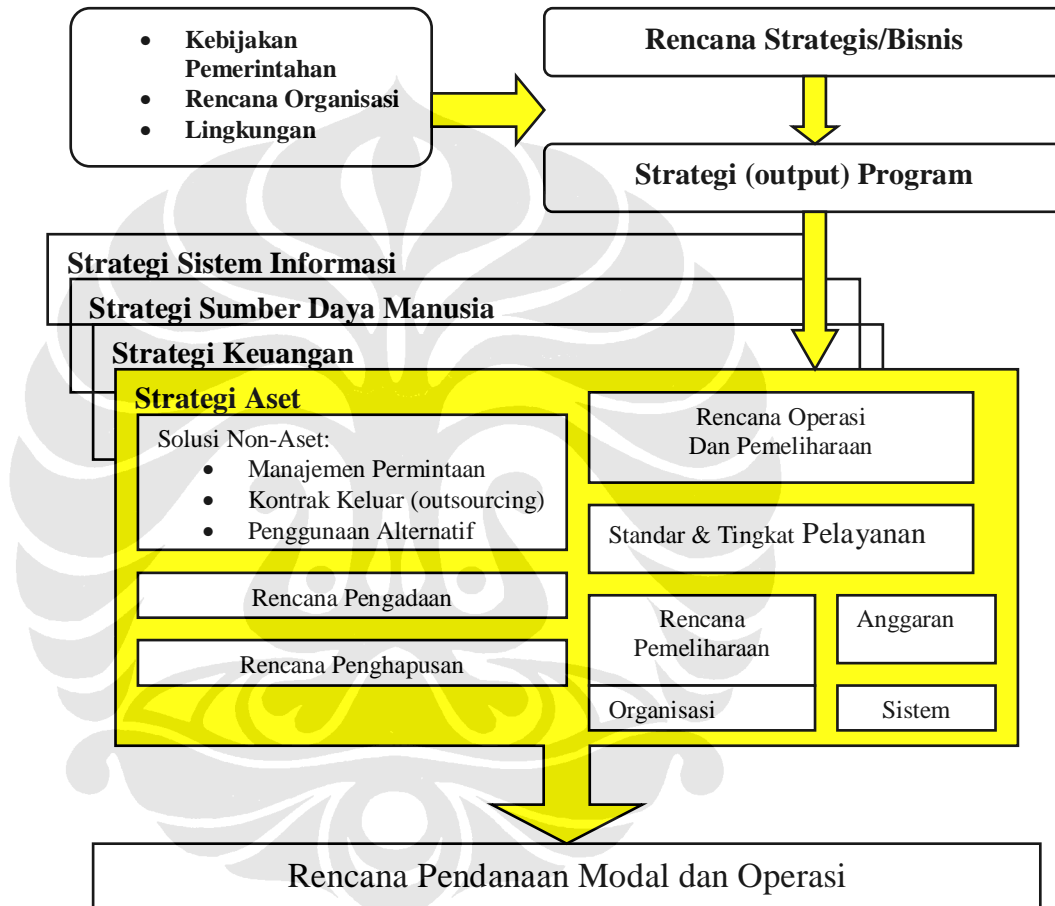 • Kebijakan
Pemerintahan
• Rencana Organisasi
• Lingkungan
Rencana Strategis/Bisnis
Strategi (output) Program
Strategi Sistem Informasi
Strategi Sumber Daya Manusia
Strategi Keuangan
Strategi Aset
Solusi Non-Aset:
• Manajemen Permintaan
• Kontrak Keluar (outsourcing)
• Penggunaan Alternatif
Rencana Pengadaan
Rencana Penghapusan
Rencana Operasi
Dan Pemeliharaan
Standar & Tingkat Pelayanan
Rencana
Pemeliharaan
Anggaran
Organisasi
Sistem
Rencana Pendanaan Modal dan Operasi